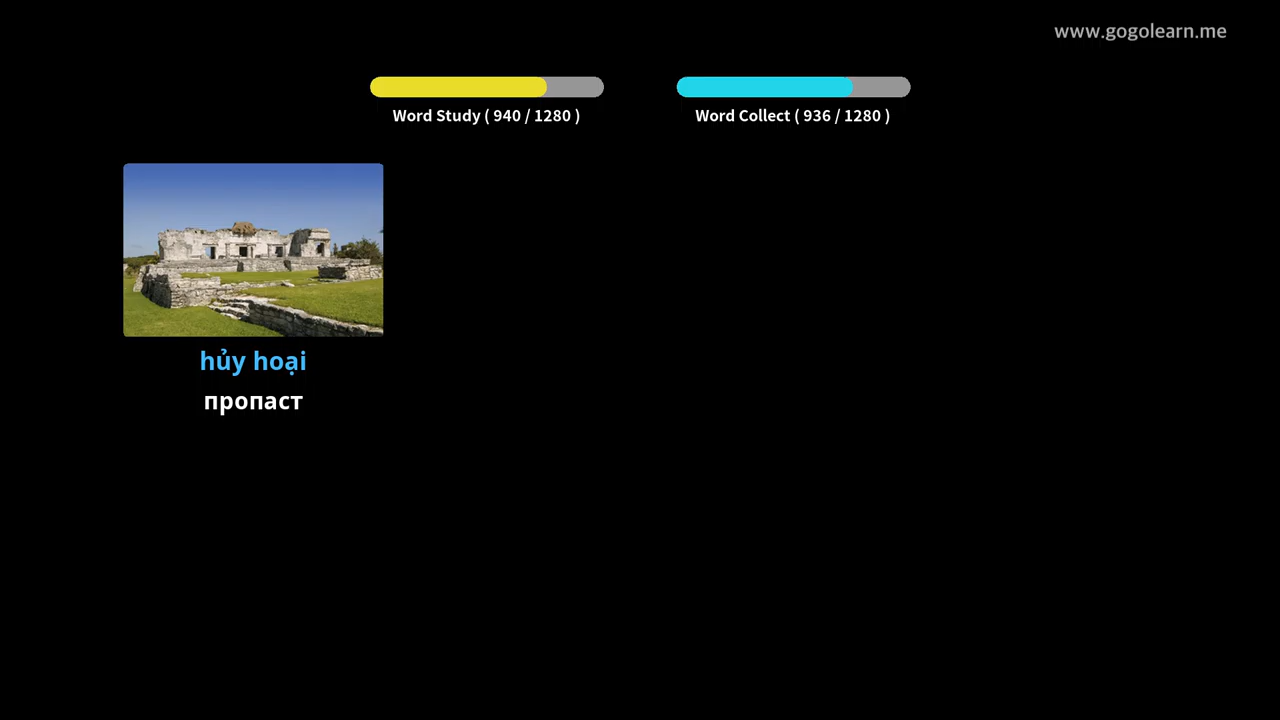 www.gogolearn.me
Word Study ( 940 / 1280 )
Word Collect ( 936 / 1280 )
hủy hoại
пропаст